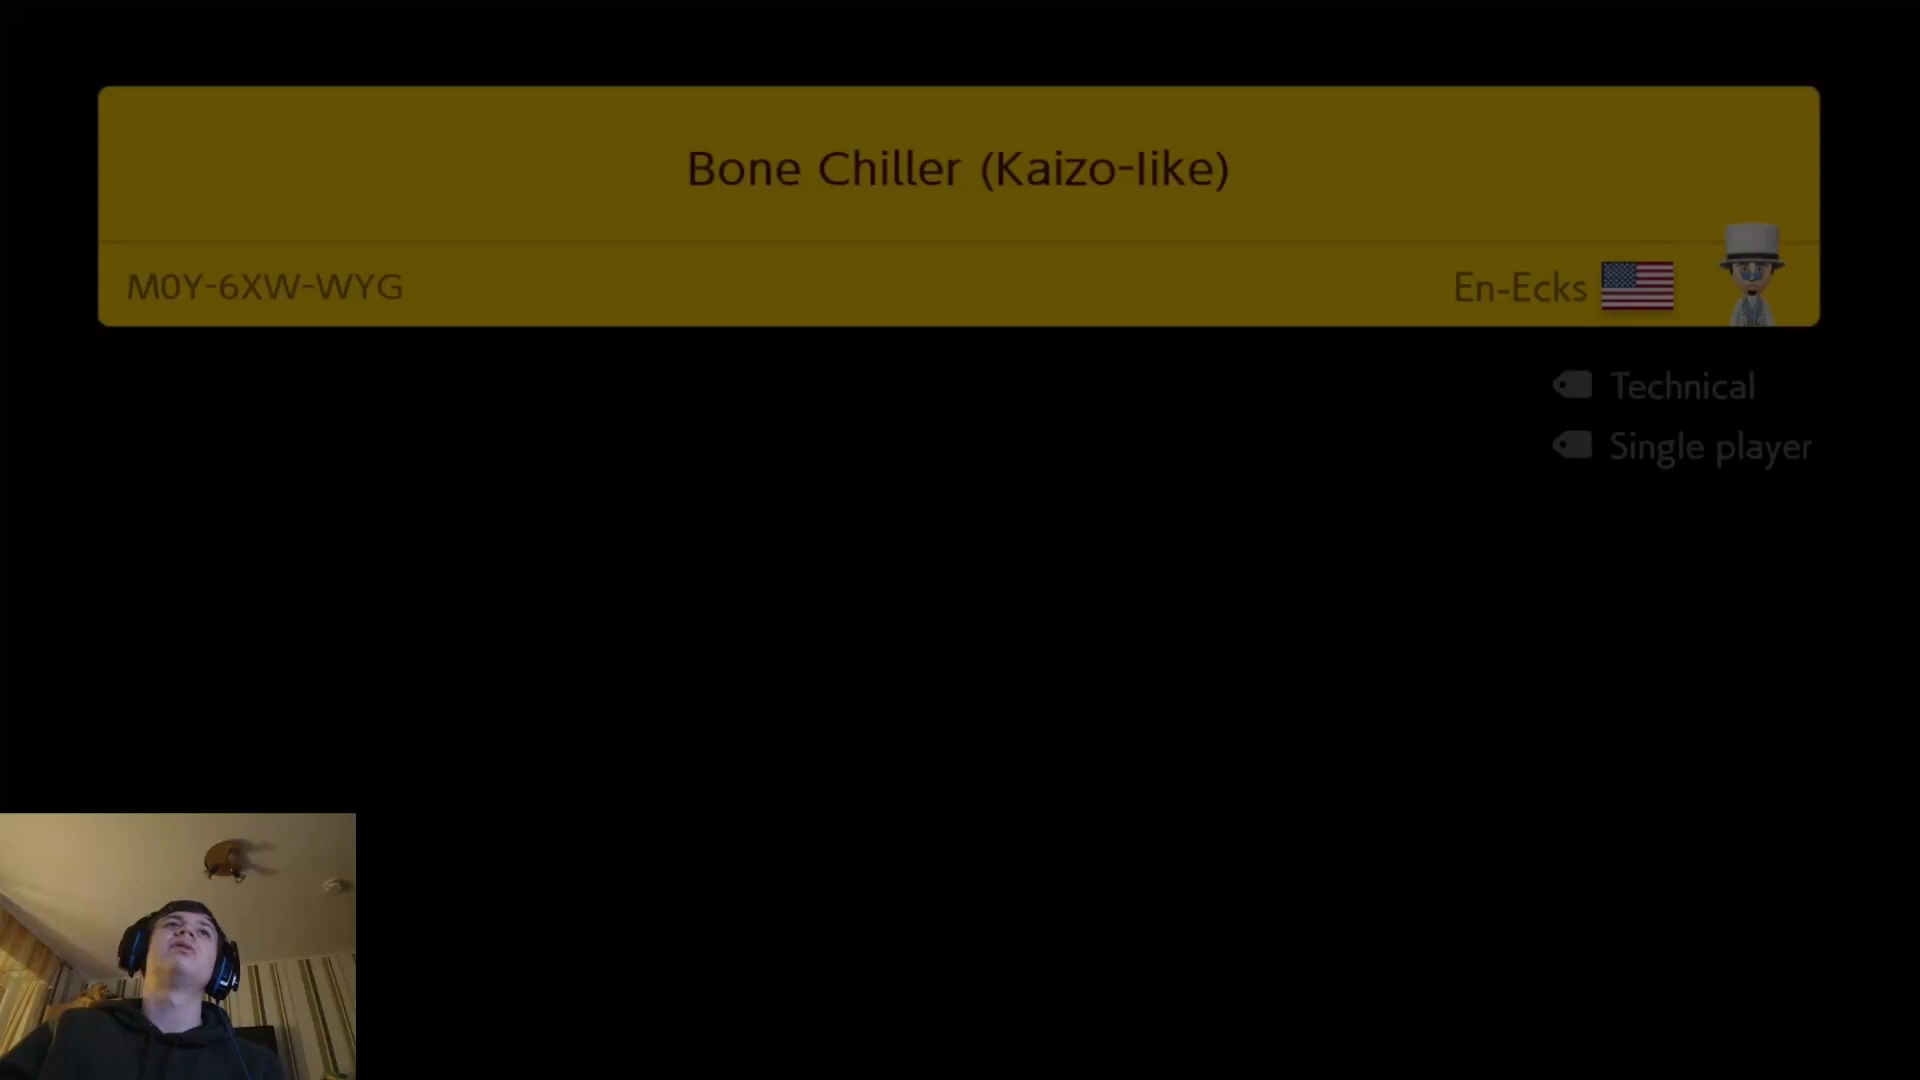 Bone Chiller (Kaizo-like)
M0Y-6XW-WYG
En-Ecks
Technical
Single player